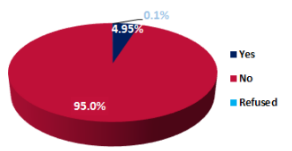 0.1%
4.95%
95.0%
Yes
No
Refused